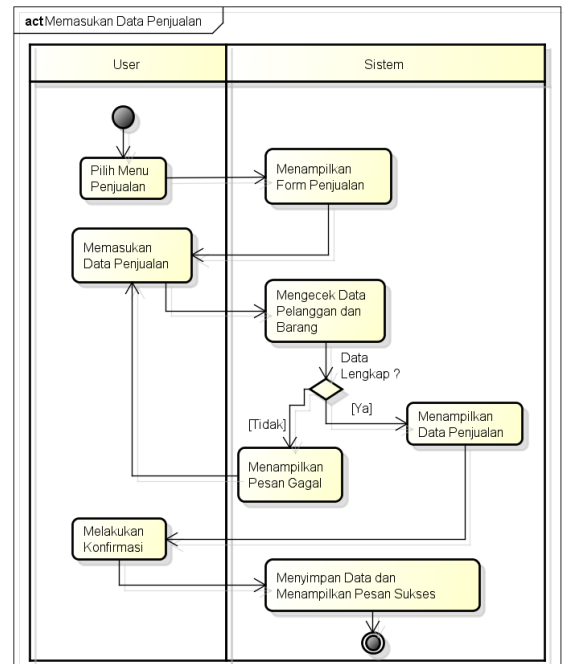 act Memasukan Data Penjualan
User
Sistem
Pilih Menu
Penjualan
Menampilkan
Form Penjualan
Memasukan
Data Penjualan
Mengecek Data
Pelanggan dan
Barang
Data
Lengkap ?
[Tidak]
[Ya]
Menampilkan
Data Penjualan
Menampilkan
Pesan Gagal
Melakukan
Konfirmasi
Menyimpan Data dan
Menampilkan Pesan Sukses